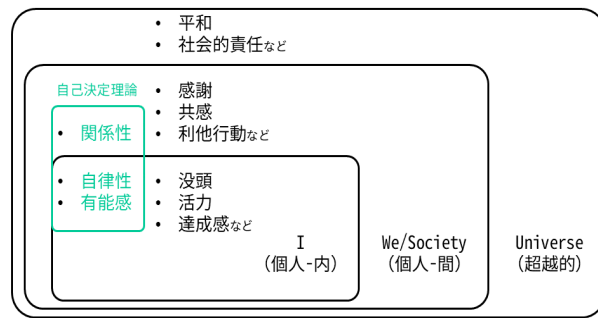 • 平和
• 社会的責任など
自己決定理論
• 感謝
• 共感
• 関係性
• 利他行動など
• 自律性
• 有能感
• 没頭
• 活力
• 達成感など
I
（個人-内）
We/Society
（個人-間）
Universe
（超越的）